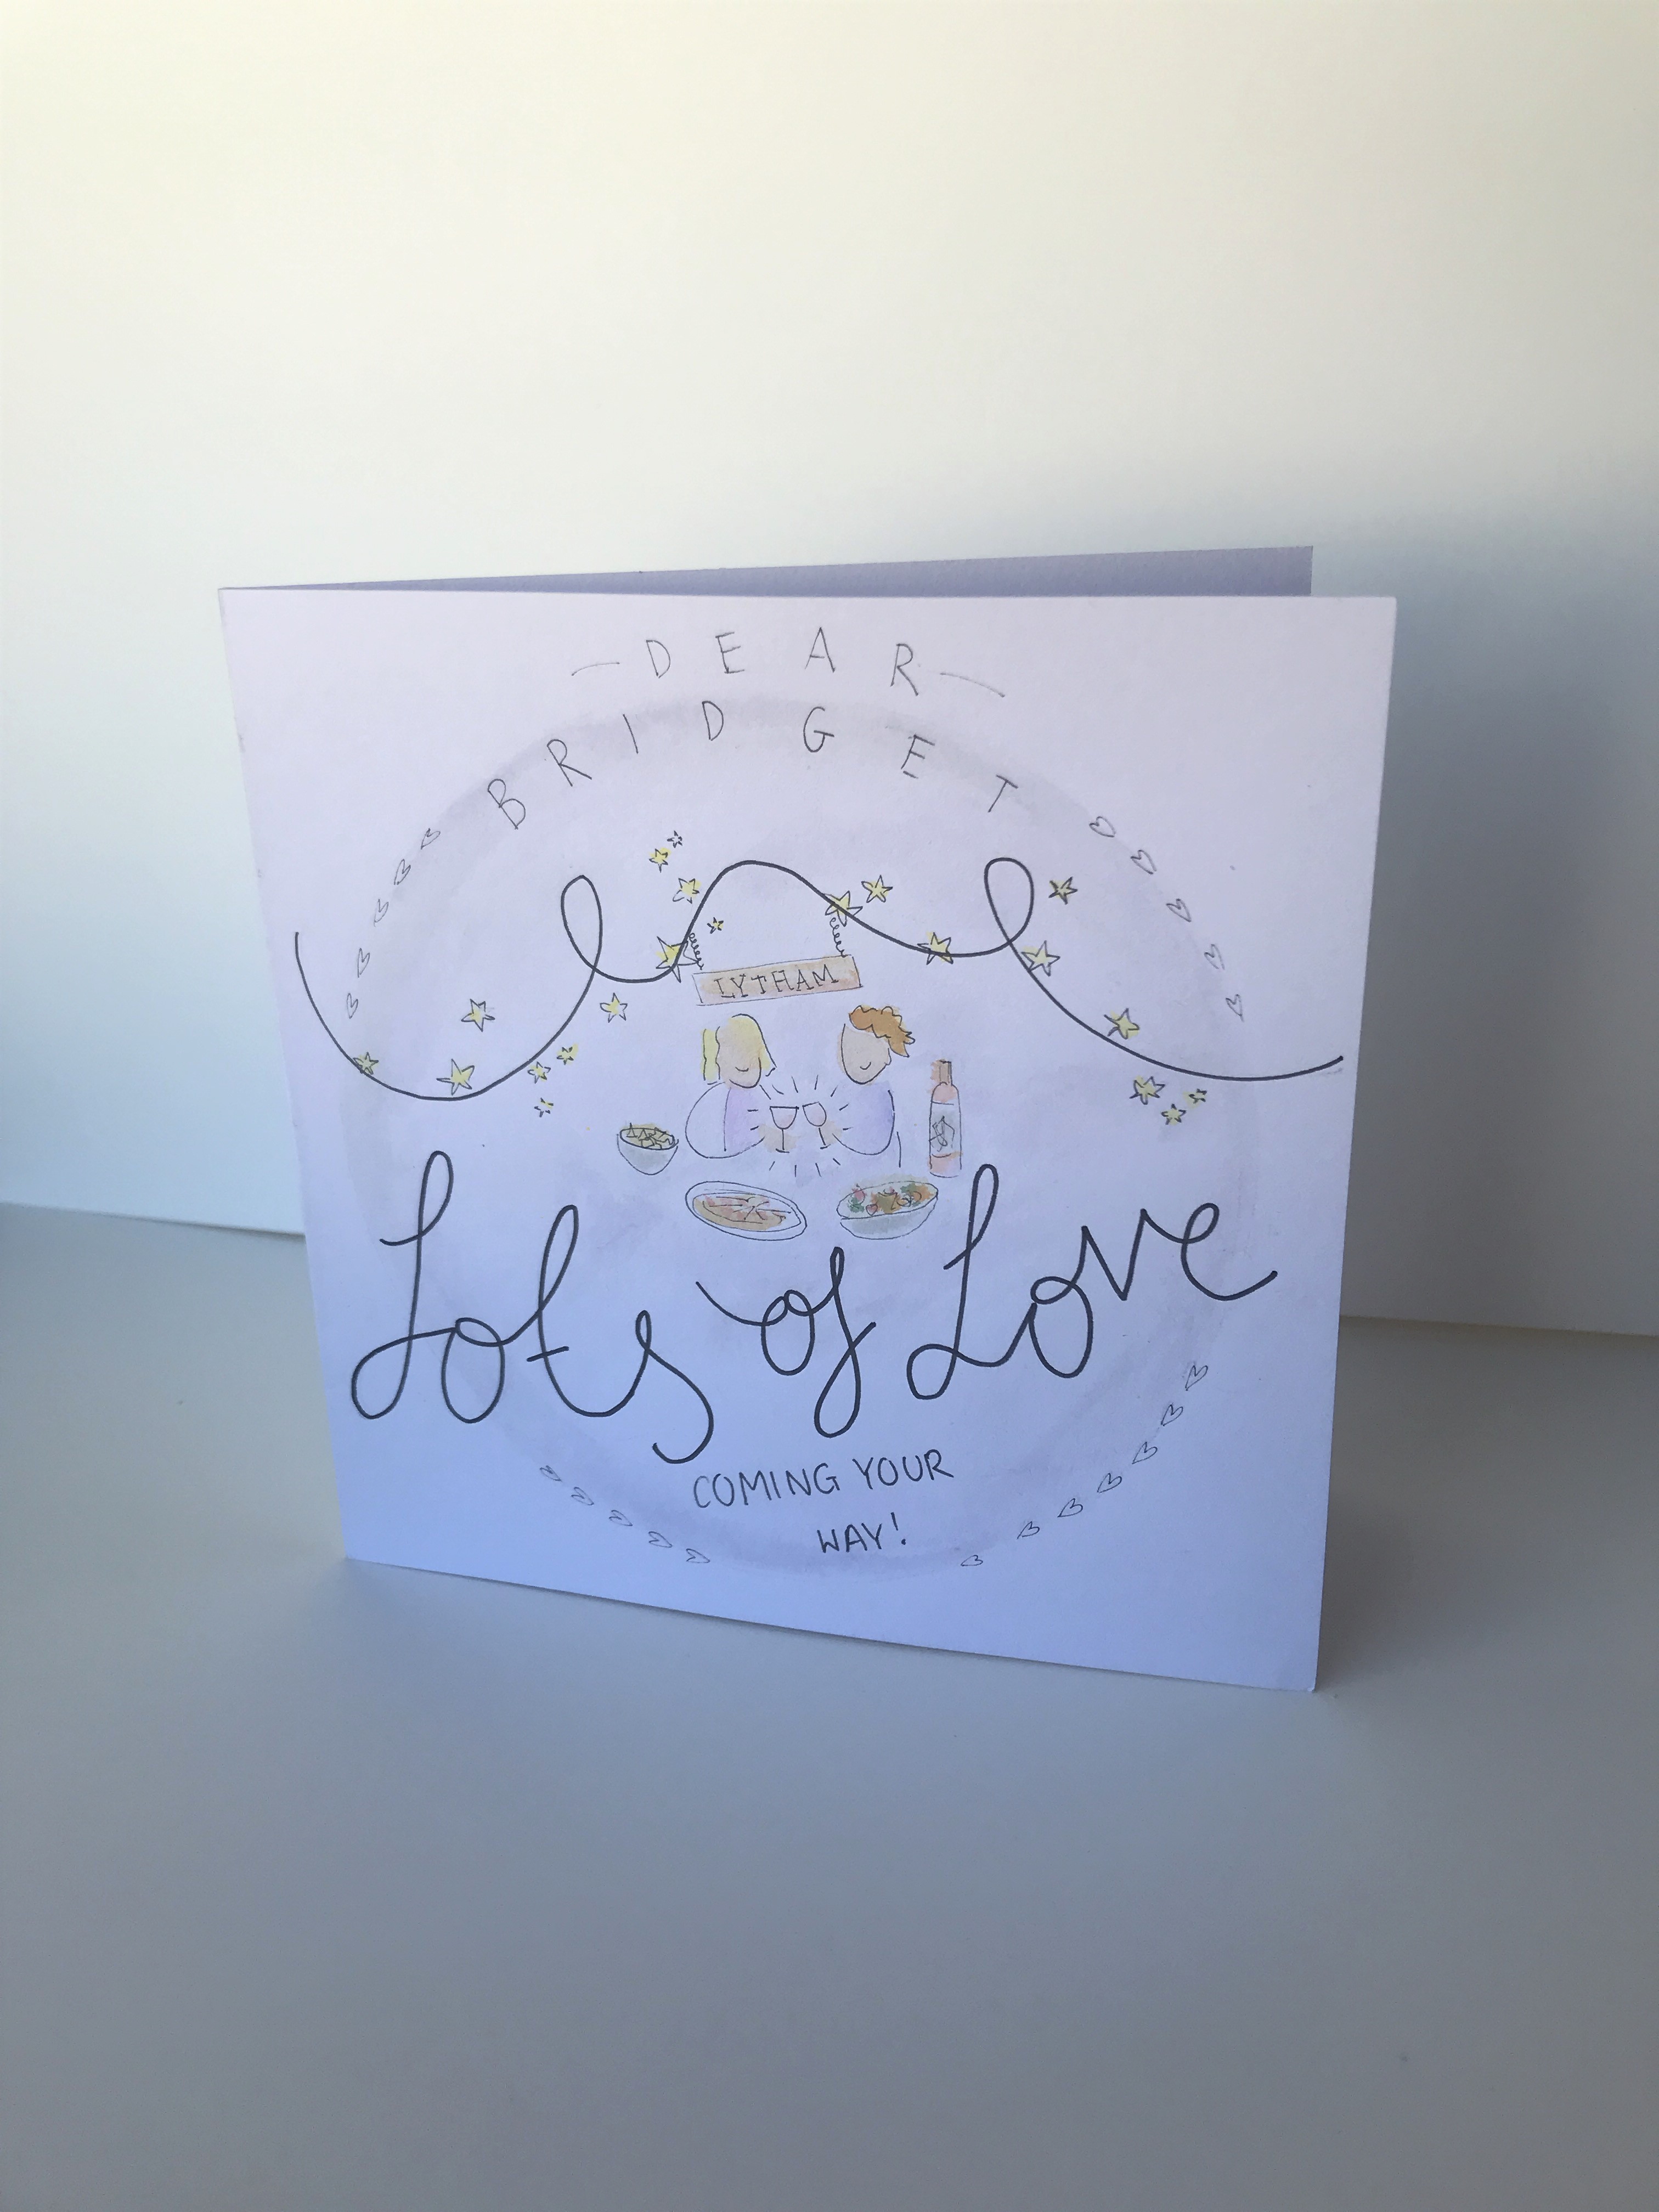 —DEAR—
BRIDGET
LYTHAM
Lots of Love
COMING YOUR
WAY!